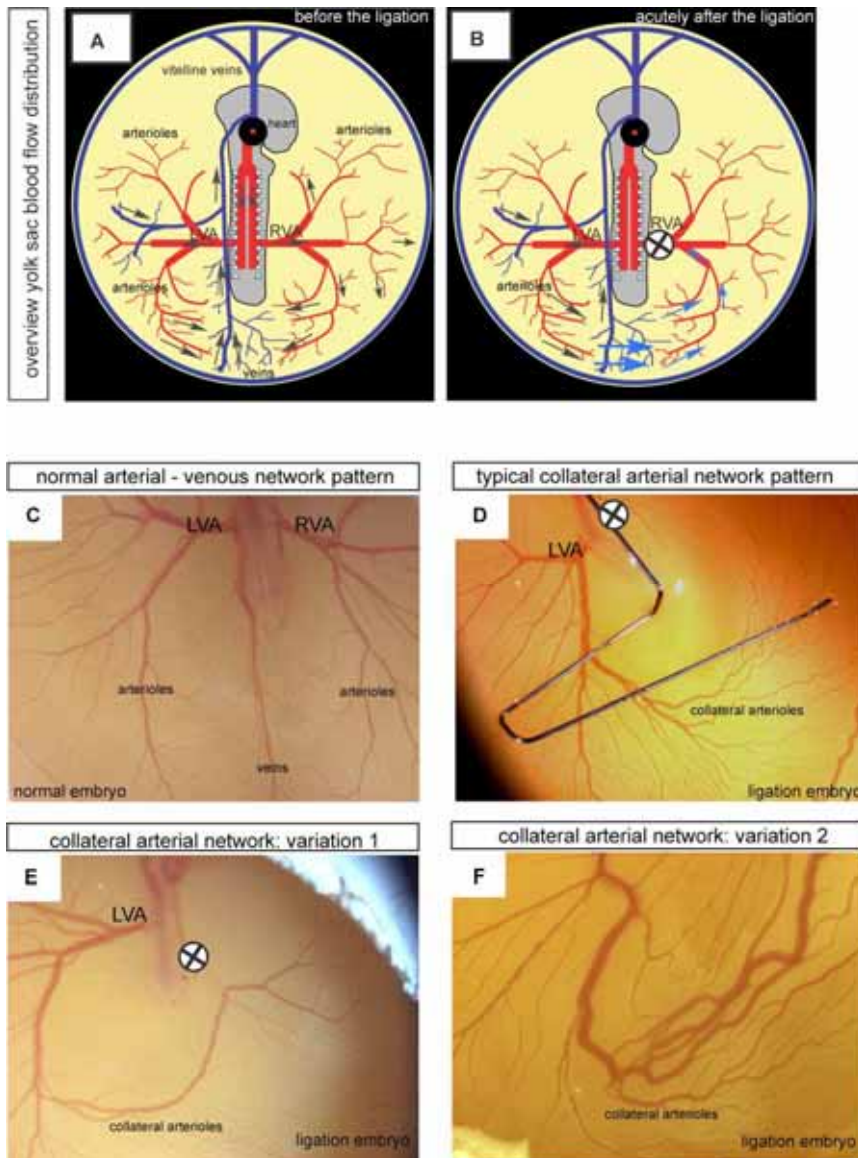 overview yolk sac blood flow distribution
A
before the ligation
vitelline veins
heart
arterioles
arterioles
LVA
RVA
arterioles
veins
B
acutely after the ligation
LVA
RVA
arterioles
normal arterial - venous network pattern
C
LVA
RVA
arterioles
arterioles
veins
normal embryo
typical collateral arterial network pattern
D
LVA
collateral arterioles
ligation embryo
collateral arterial network: variation 1
E
LVA
collateral arterioles
ligation embryo
collateral arterial network: variation 2
F
collateral arterioles